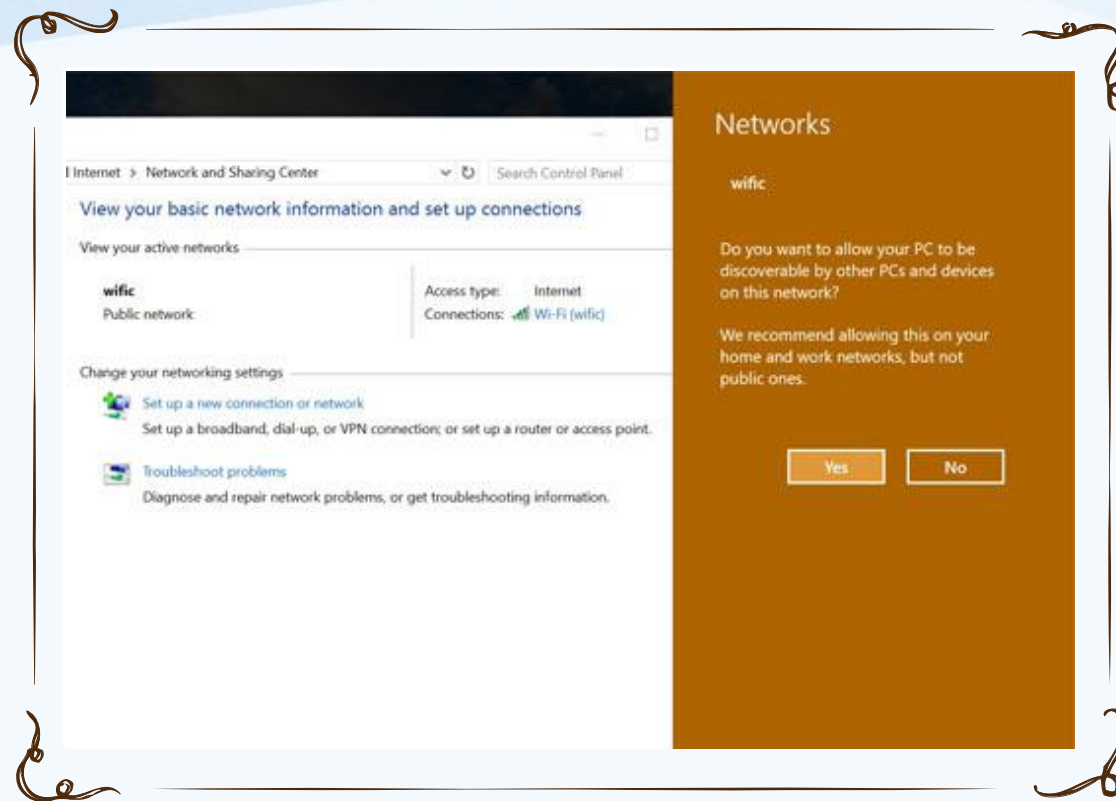 l Internet > Network and Sharing Center
Search Control Panel
View your basic network information and set up connections
View your active networks
wific
Public network
Access type: Internet
Connections: Wi-Fi (wific)
Change your networking settings
Set up a new connection or network
Set up a broadband, dial-up, or VPN connection; or set up a router or access point.
Troubleshoot problems
Diagnose and repair network problems, or get troubleshooting information.
Networks
wific
Do you want to allow your PC to be
discoverable by other PCs and devices
on this network?
We recommend allowing this on your
home and work networks, but not
public ones.
Yes No